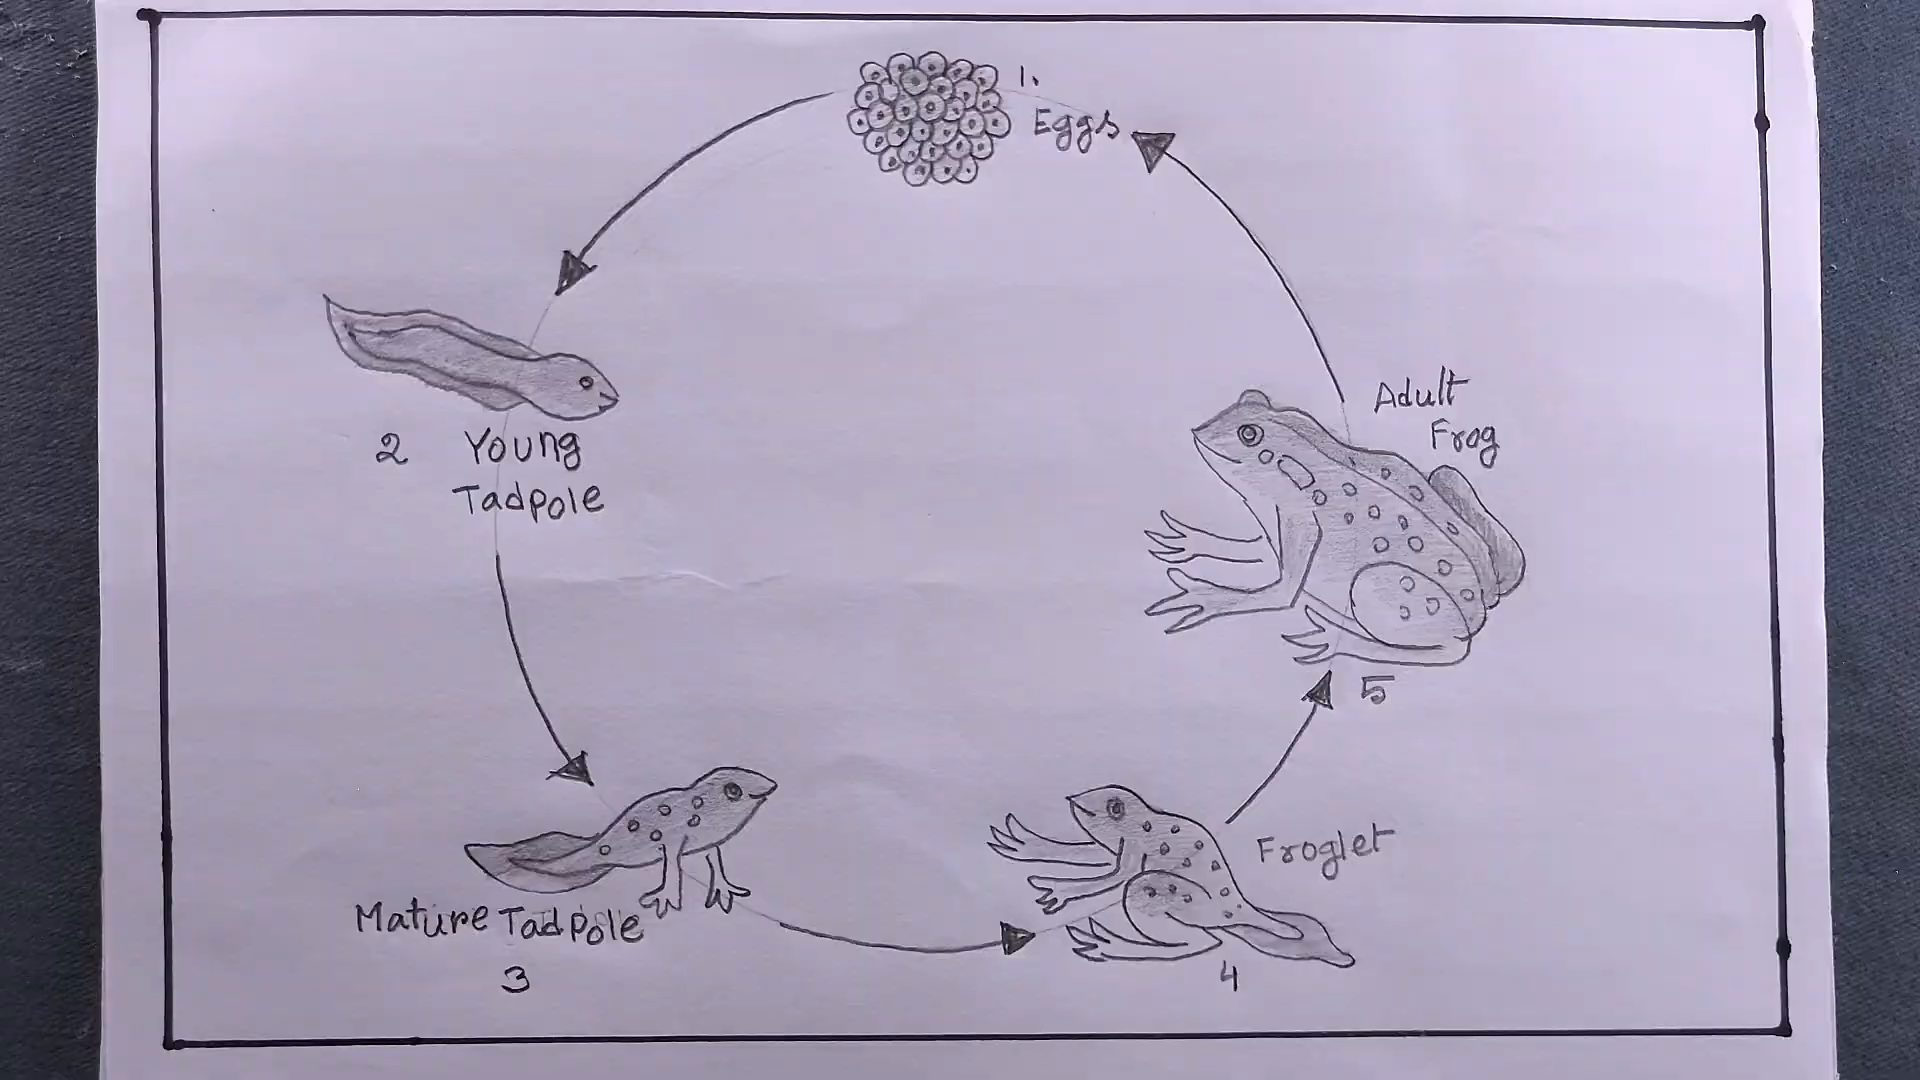 1.
Eggs
2 Young
Tadpole
Mature Tadpole
3
Froglet
4
Adult
Frog
5